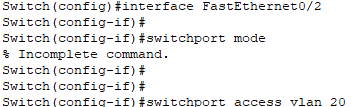 Switch(config)#interface FastEthernet0/2
Switch(config-if)#
Switch(config-if)#switchport mode
% Incomplete command.
Switch(config-if)#
Switch(config-if)#
Switch(config-if)#switchport access vlan 20